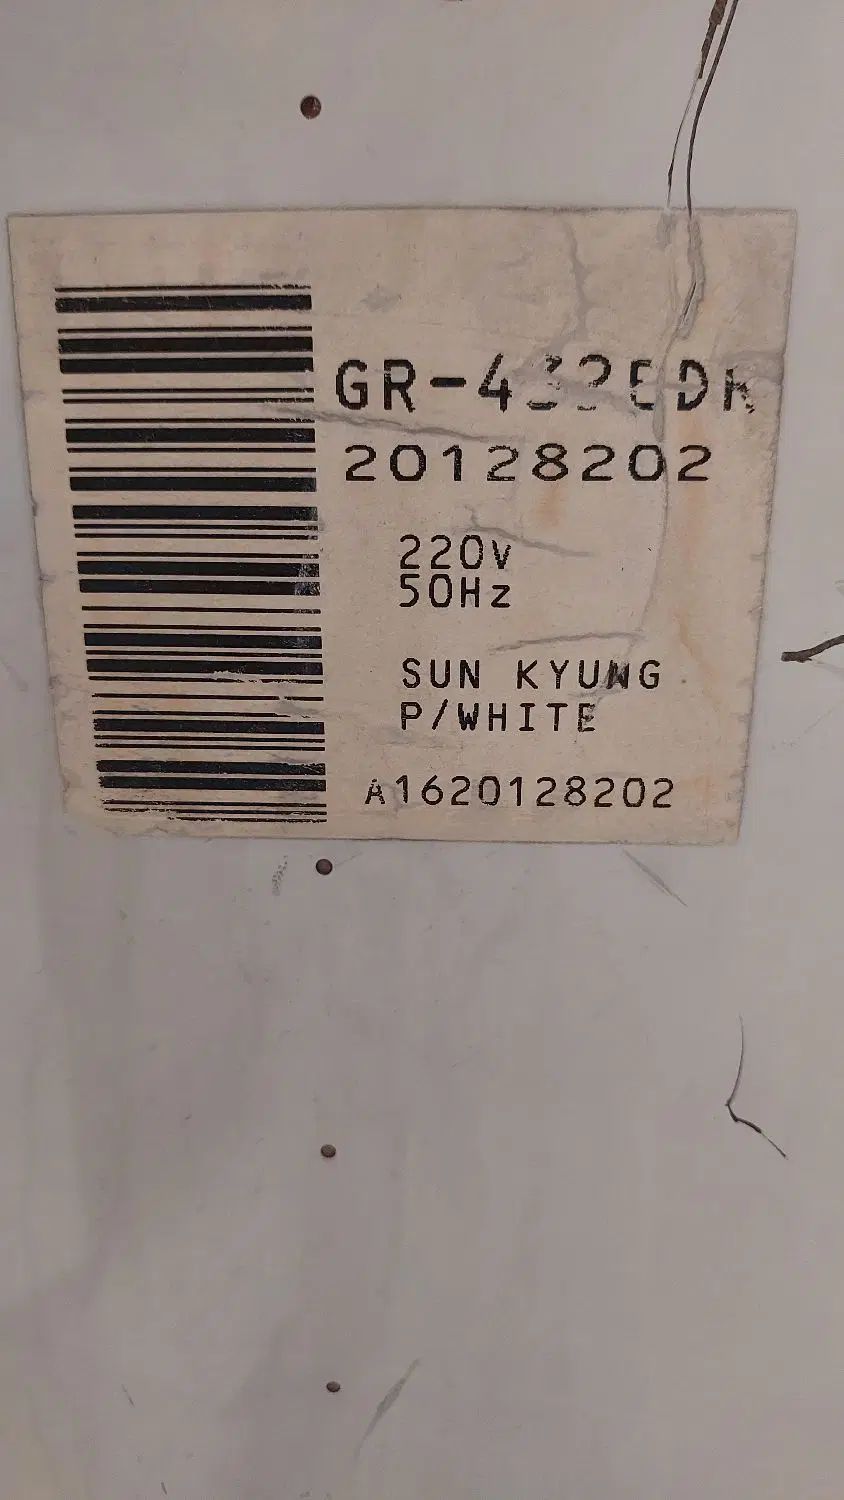 20128202
220V
50Hz
SUN KYUNG
P/WHITE
A1620128202